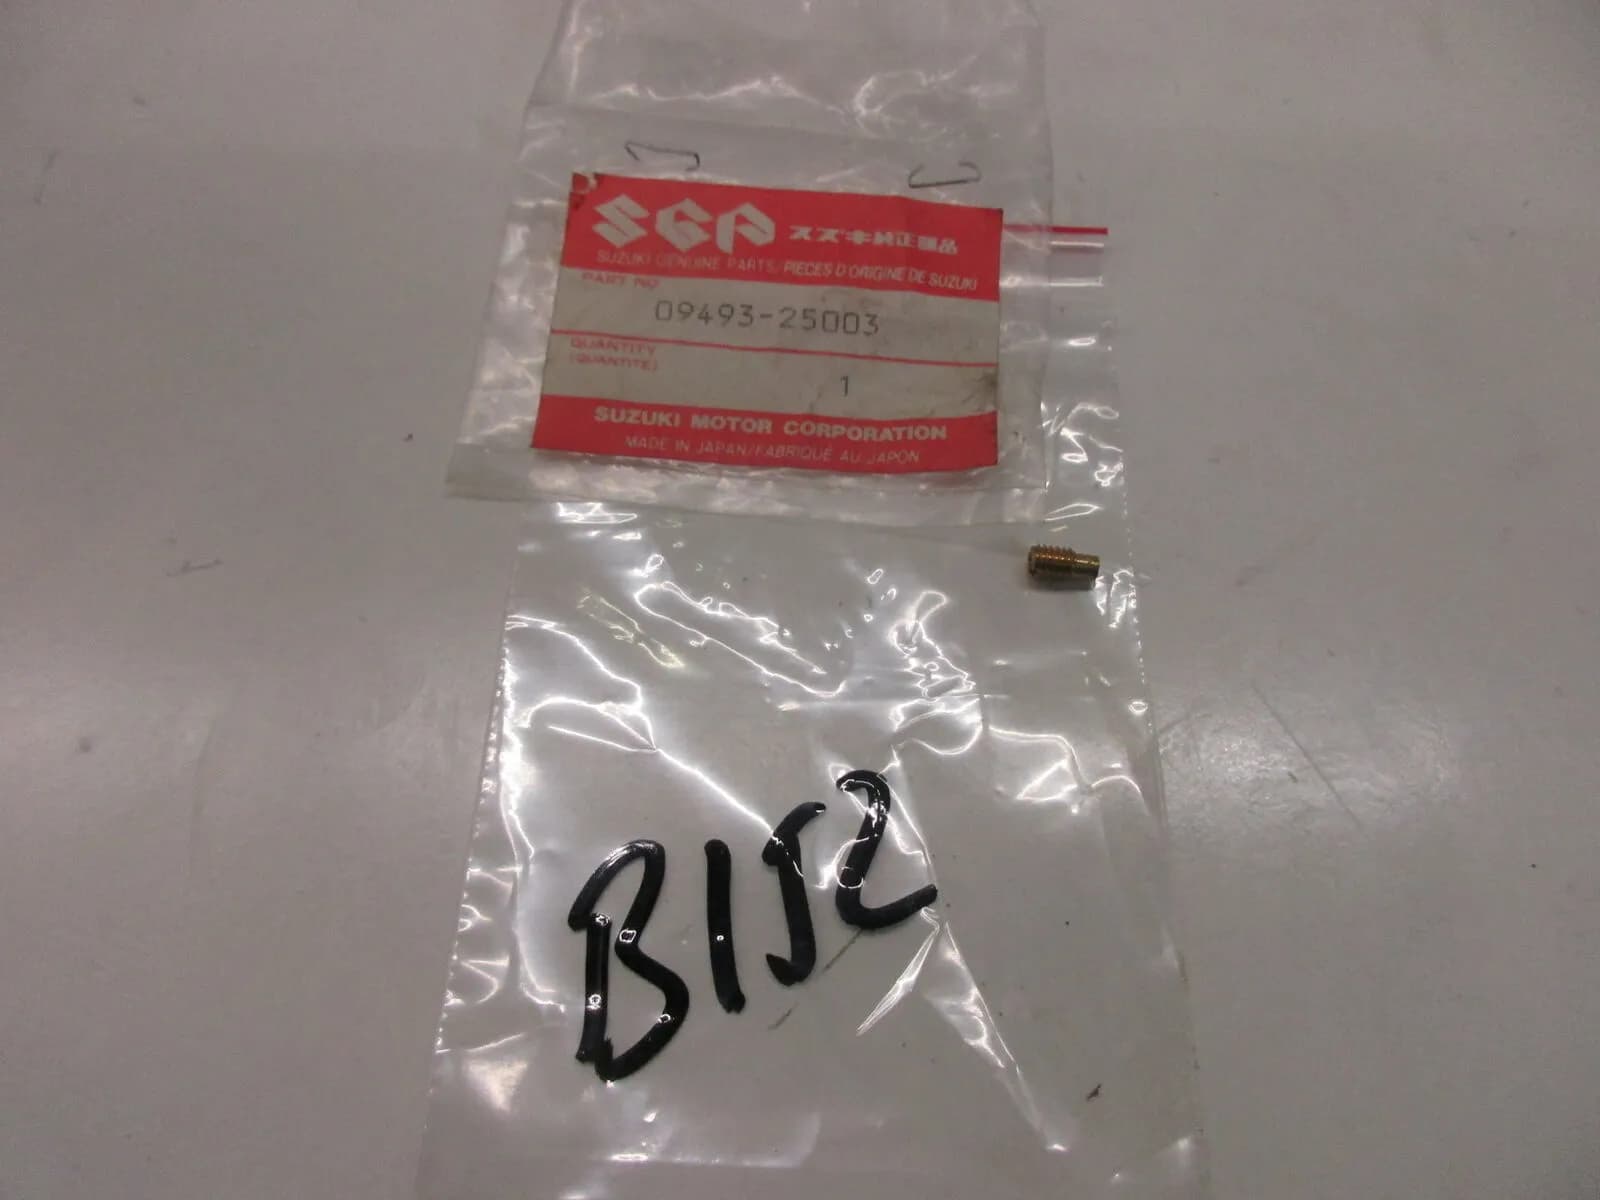 SGP スズキ純正部品
SUZUKI GENUINE PARTS/PIECES D'ORIGINE DE SUZUKI
PART NO.
09493-25003
QUANTITY
(QUANTITE)
1
SUZUKI MOTOR CORPORATION
MADE IN JAPAN/FABRIQUÉ AU JAPON
B152